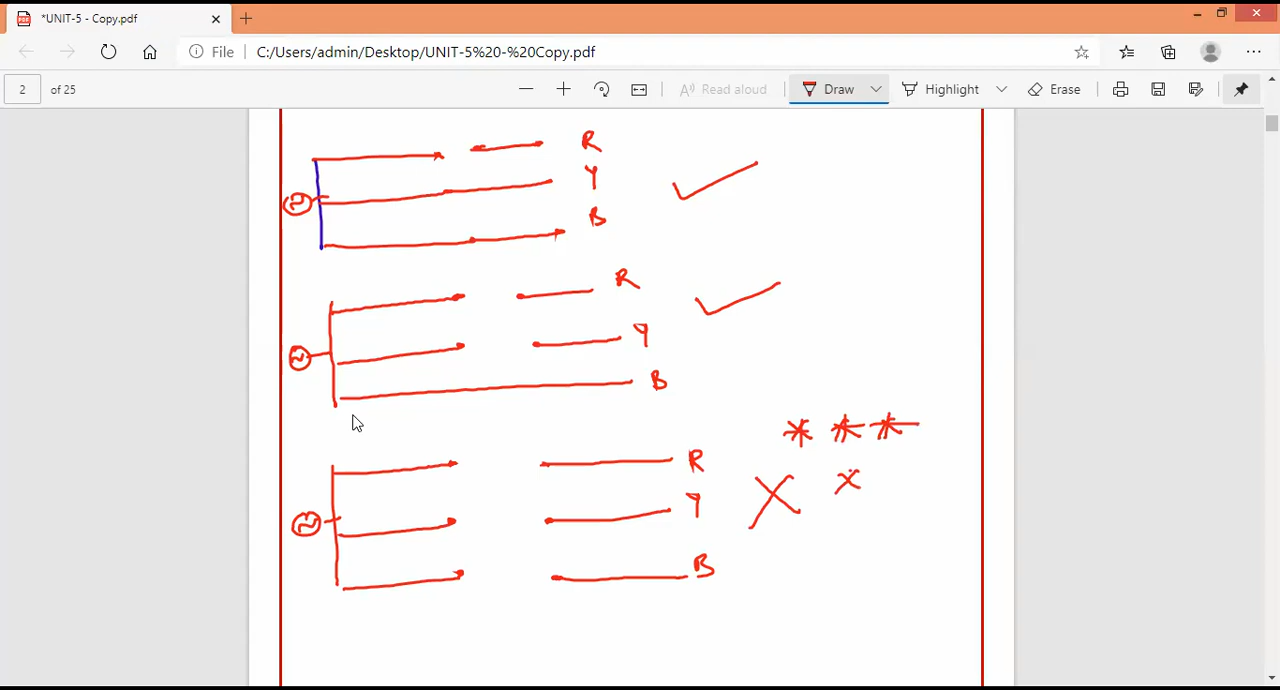 *UNIT-5 - Copy.pdf
File C:/Users/admin/Desktop/UNIT-5%20-%20Copy.pdf
2 of 25 Read aloud Draw Highlight Erase
R
Y
B
R
Y
B
R
Y
B